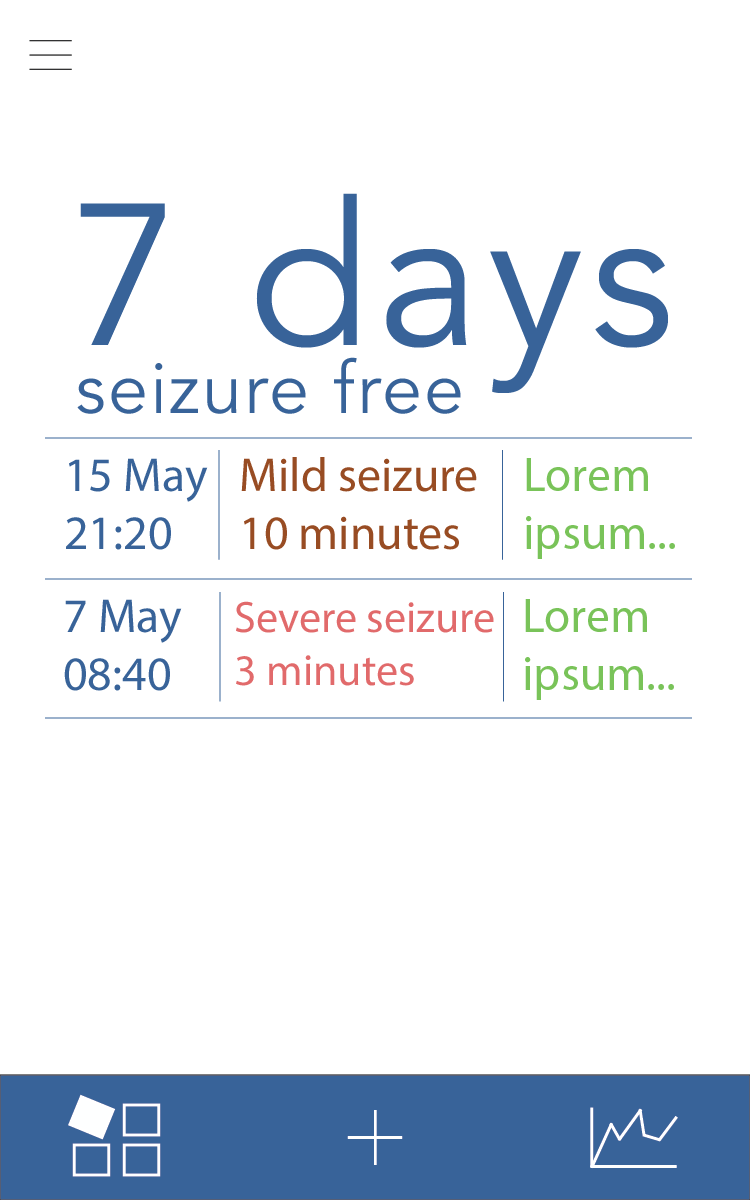 7 days
seizure free
15 May
21:20
Mild seizure
10 minutes
Lorem
ipsum...
7 May
08:40
Severe seizure
3 minutes
Lorem
ipsum...